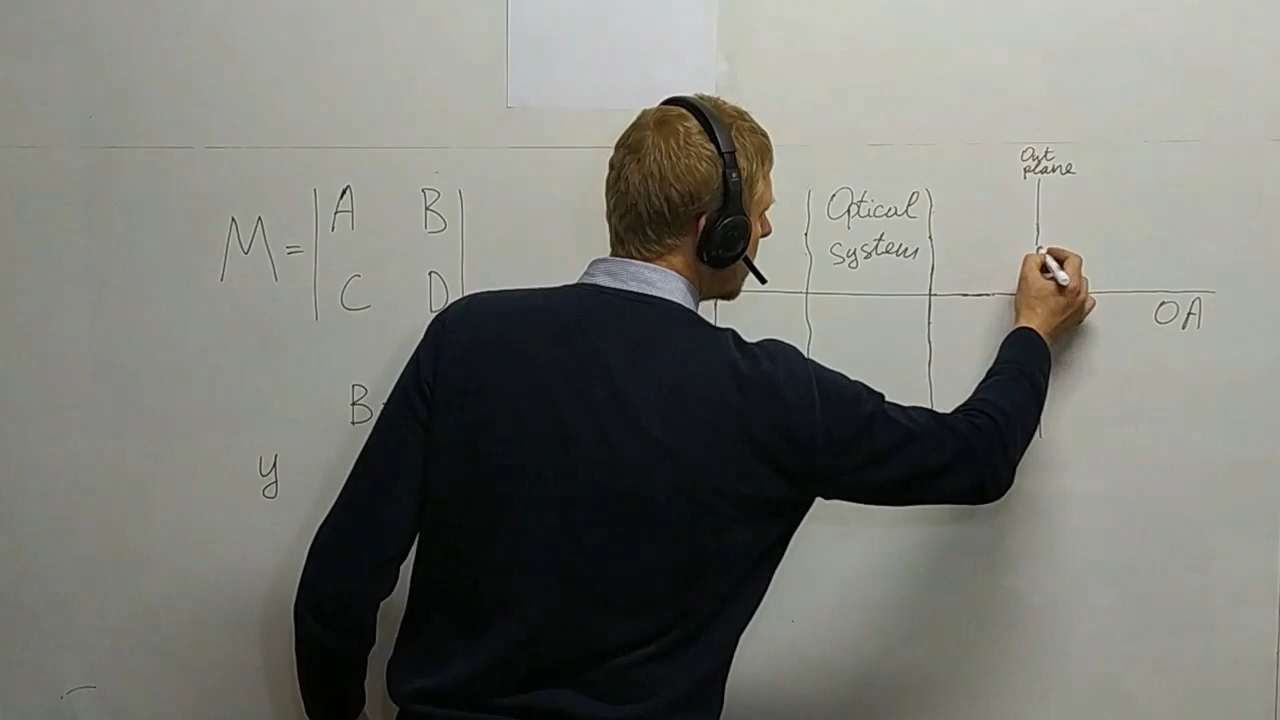 M = | A B |
| C D |
B
y
Optical
system
Out
plane
OA